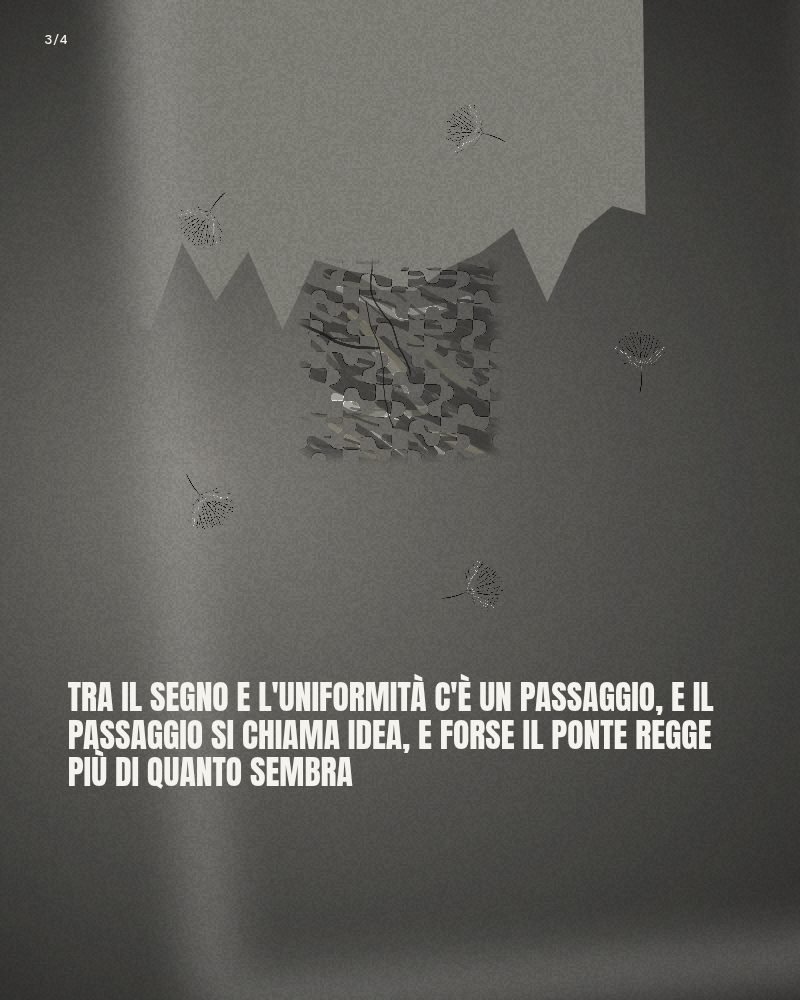 3/4
TRA IL SEGNO E L'UNIFORMITÀ C'È UN PASSAGGIO, E IL
PASSAGGIO SI CHIAMA IDEA, E FORSE IL PONTE REGGE
PIÙ DI QUANTO SEMBRA